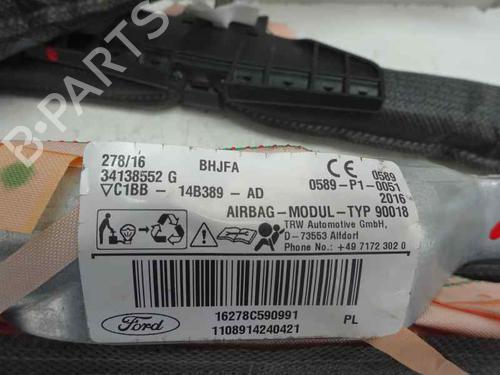 278/16
BHJFA
34138552 G
▽C1BB - 14B389 - AD
CE 0589
0589-P1-0051
2016
AIRBAG-MODUL-TYP 90018
TRW Automotive GmbH,
D-73553 Alfdorf
Phone No.: +49 7172 302 0
Ford
16278C590991
1108914240421
PL
B-PARTS